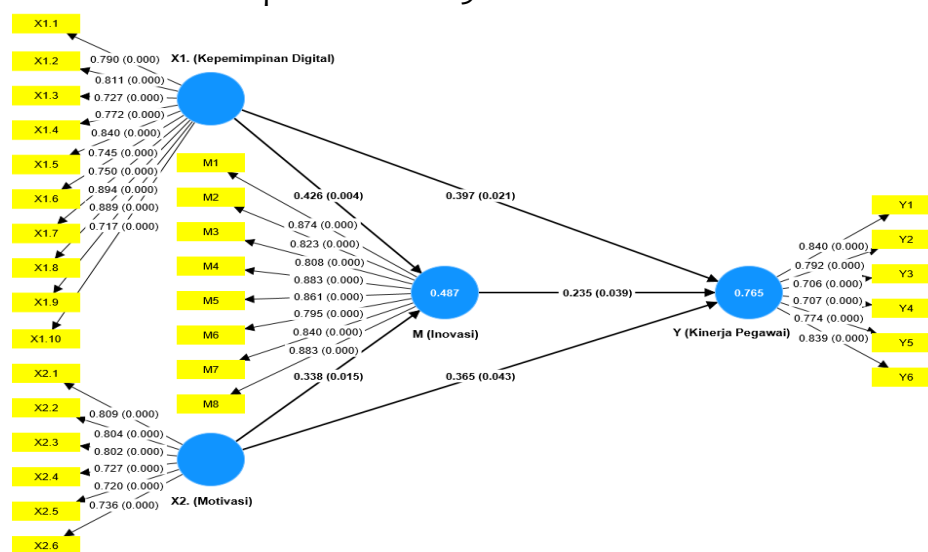 X1.1
X1.2
X1.3
X1.4
X1.5
X1.6
X1.7
X1.8
X1.9
X1.10
0.790 (0.000)
0.811 (0.000)
0.727 (0.000)
0.772 (0.000)
0.840 (0.000)
0.745 (0.000)
0.750 (0.000)
0.894 (0.000)
0.889 (0.000)
0.717 (0.000)
X1. (Kepemimpinan Digital)
M1
M2
M3
M4
M5
M6
M7
M8
0.874 (0.000)
0.823 (0.000)
0.808 (0.000)
0.883 (0.000)
0.861 (0.000)
0.795 (0.000)
0.840 (0.000)
0.883 (0.000)
0.426 (0.004)
0.397 (0.021)
0.487
M (Inovasi)
0.235 (0.039)
0.338 (0.015)
0.365 (0.043)
0.765
Y (Kinerja Pegawai)
0.840 (0.000)
0.792 (0.000)
0.706 (0.000)
0.707 (0.000)
0.774 (0.000)
0.839 (0.000)
Y1
Y2
Y3
Y4
Y5
Y6
X2.1
X2.2
X2.3
X2.4
X2.5
X2.6
0.809 (0.000)
0.804 (0.000)
0.802 (0.000)
0.727 (0.000)
0.720 (0.000)
0.736 (0.000)
X2. (Motivasi)